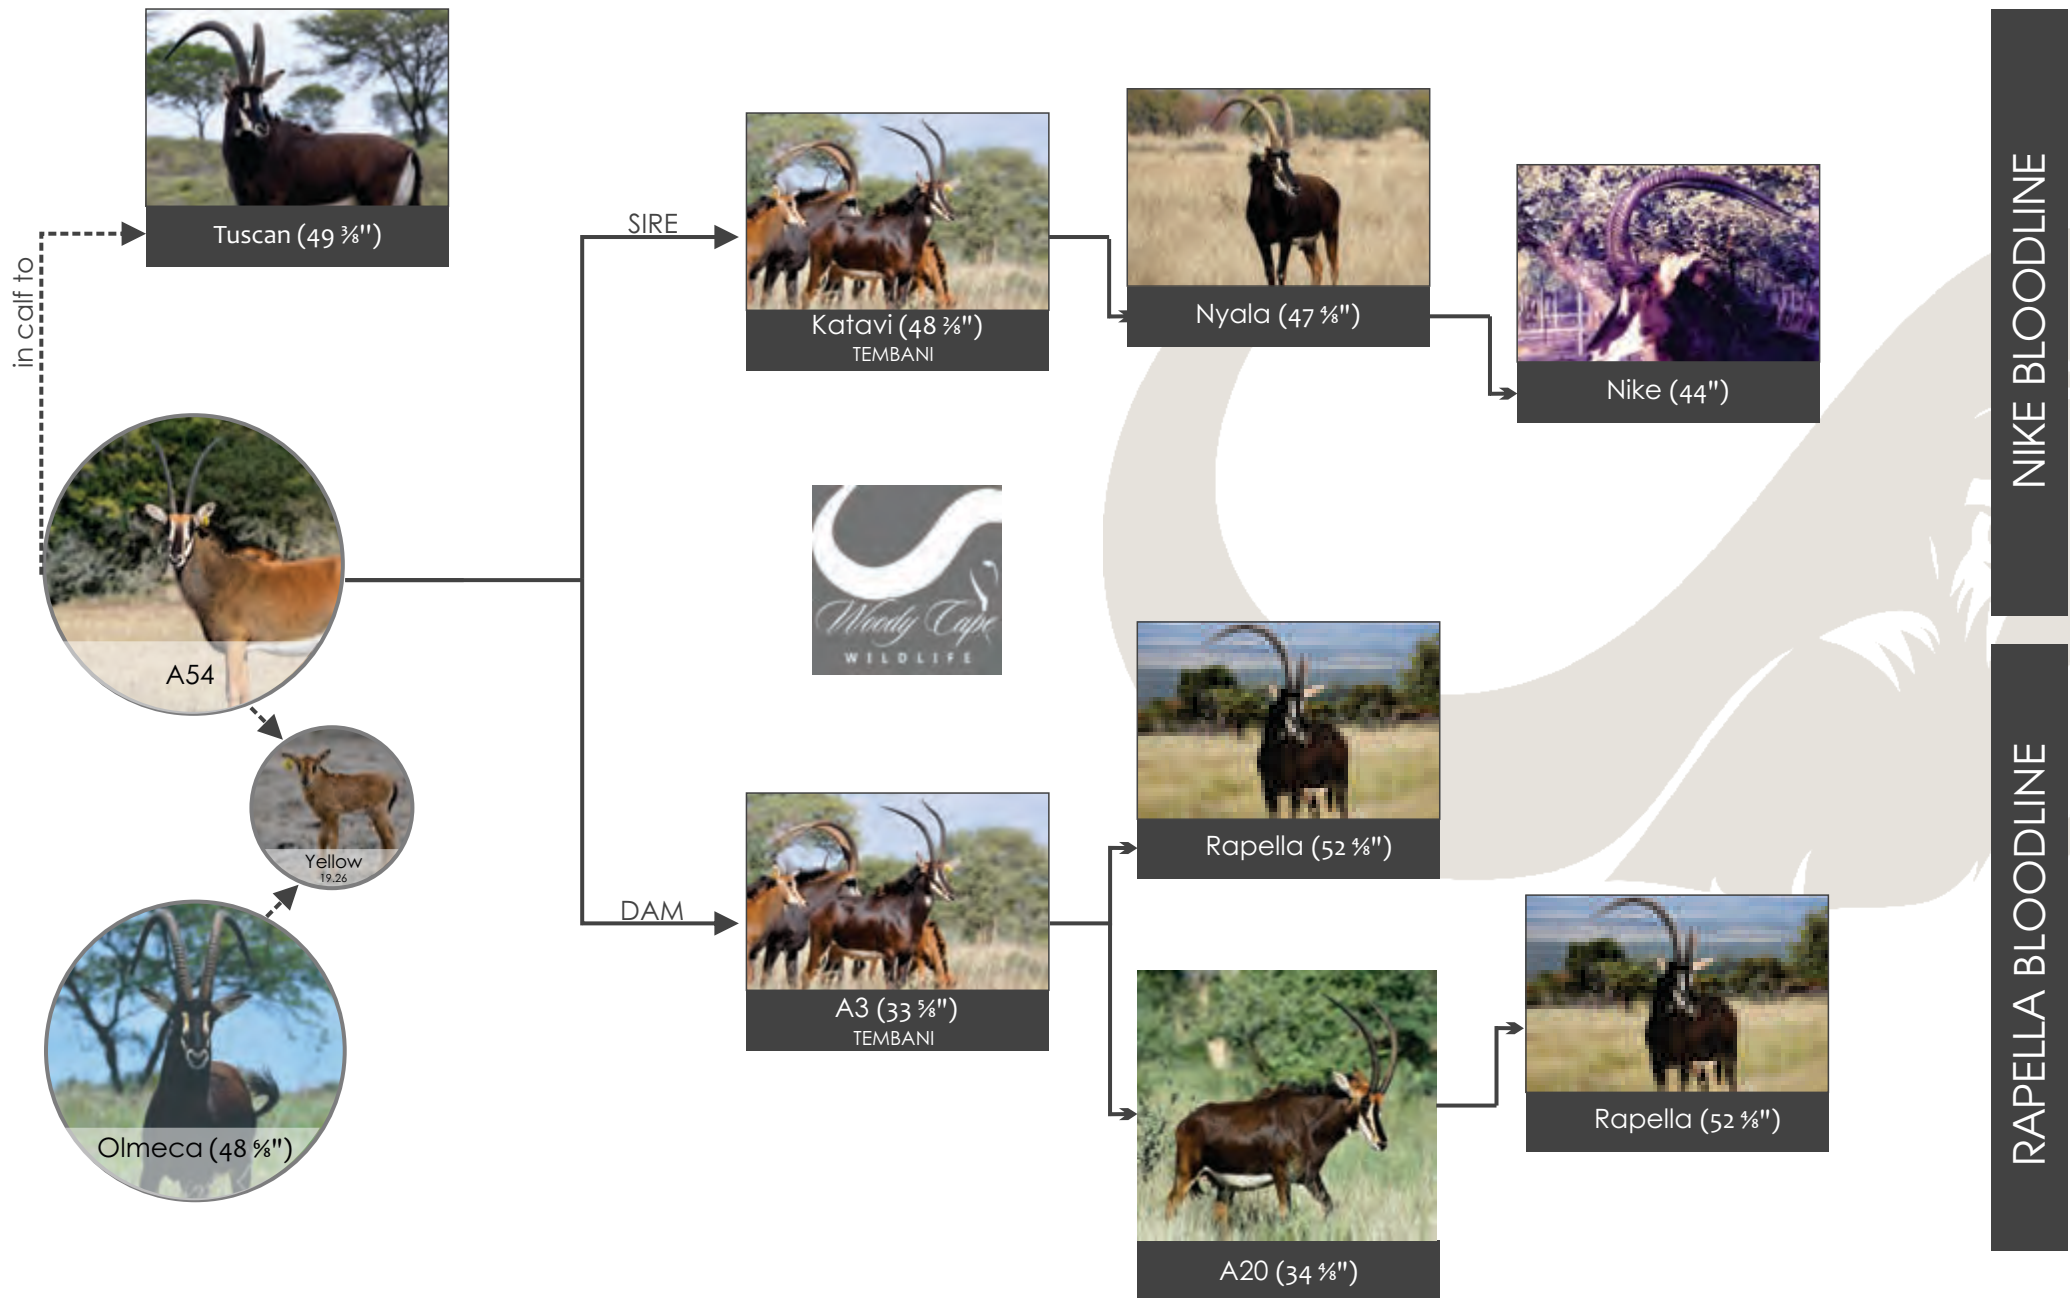 Tuscan (49 ⅜")
in calf to
A54
Yellow
19.26
Olmeca (48 6/8")
SIRE
Katavi (48 2/8")
TEMBANI
Nyala (47 4/8")
Nike (44")
NIKE BLOODLINE
Woody Cape
WILDLIFE
DAM
A3 (33 ⅝")
TEMBANI
Rapella (52 4/8")
A20 (34 4/8")
Rapella (52 4/8")
RAPELLA BLOODLINE